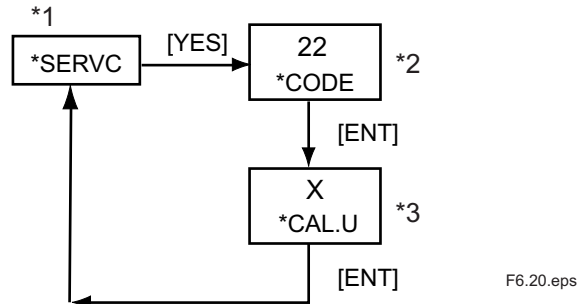 *1
*SERVC
[YES]
22
*CODE
*2
[ENT]
X
*CAL.U
*3
[ENT]
F6.20.eps